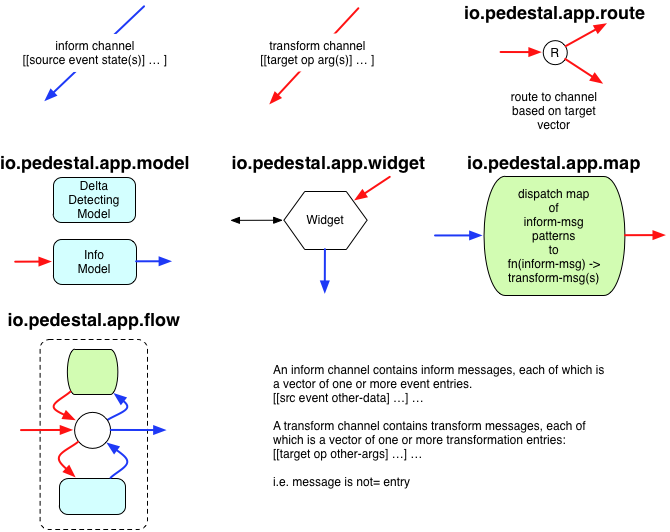 inform channel
[[source event state(s)] ... ]
transform channel
[[target op arg(s)] ... ]
io.pedestal.app.route
R
route to channel
based on target
vector
io.pedestal.app.model
Delta
Detecting
Model
Info
Model
io.pedestal.app.widget
Widget
io.pedestal.app.map
dispatch map
of
inform-msg
patterns
to
fn(inform-msg) ->
transform-msg(s)
io.pedestal.app.flow
An inform channel contains inform messages, each of which is
a vector of one or more event entries.
[[src event other-data] ...] ...
A transform channel contains transform messages, each of
which is a vector of one or more transformation entries:
[[target op other-args] ...] ...
i.e. message is not= entry